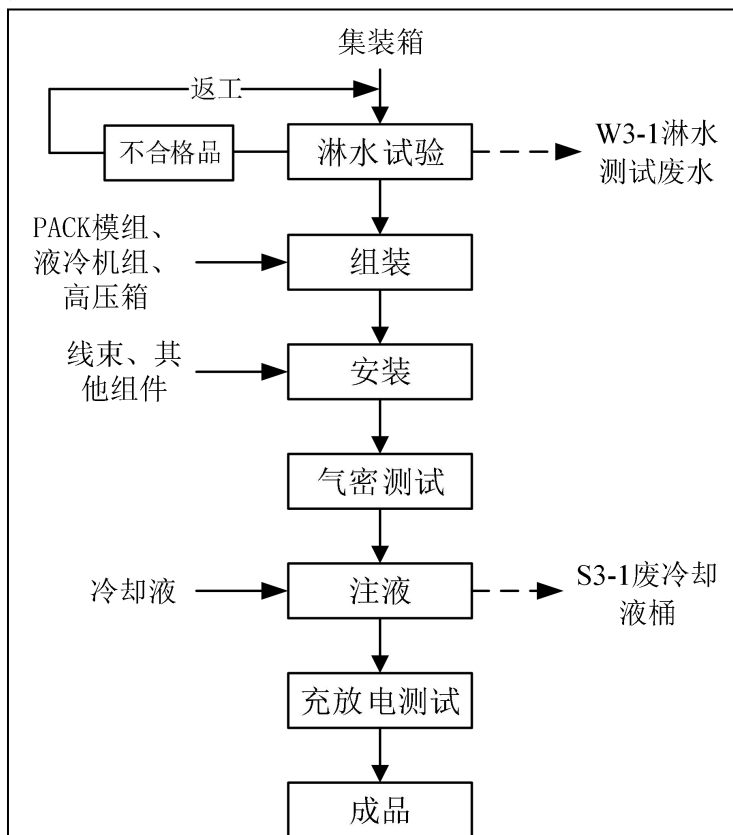 集装箱
返工
不合格品
淋水试验
W3-1淋水
测试废水
PACK模组、
液冷机组、
高压箱
组装
线束、其
他组件
安装
气密测试
冷却液
注液
S3-1废冷却
液桶
充放电测试
成品